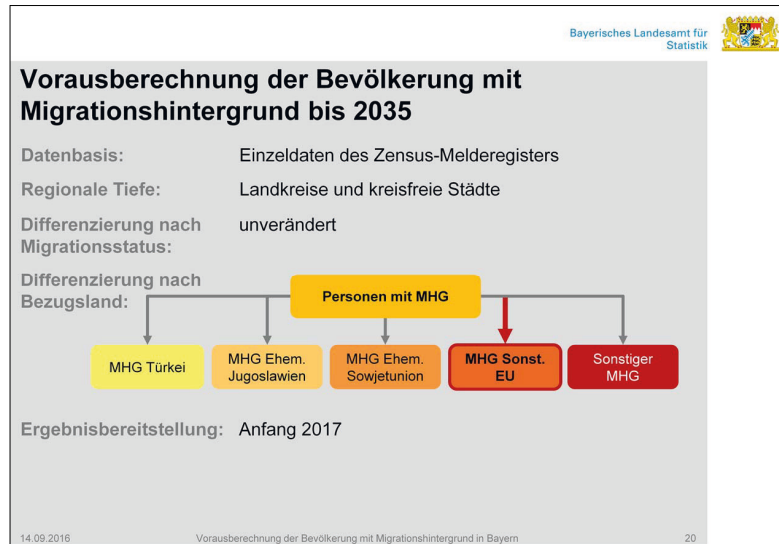 Bayerisches Landesamt für
Statistik
Vorausberechnung der Bevölkerung mit
Migrationshintergrund bis 2035
Datenbasis: Einzeldaten des Zensus-Melderegisters
Regionale Tiefe: Landkreise und kreisfreie Städte
Differenzierung nach unverändert
Migrationsstatus:
Differenzierung nach
Bezugsland:
Personen mit MHG
MHG Türkei
MHG Ehem.
Jugoslawien
MHG Ehem.
Sowjetunion
MHG Sonst.
EU
Sonstiger
MHG
Ergebnisbereitstellung: Anfang 2017
14.09.2016 Vorausberechnung der Bevölkerung mit Migrationshintergrund in Bayern 20